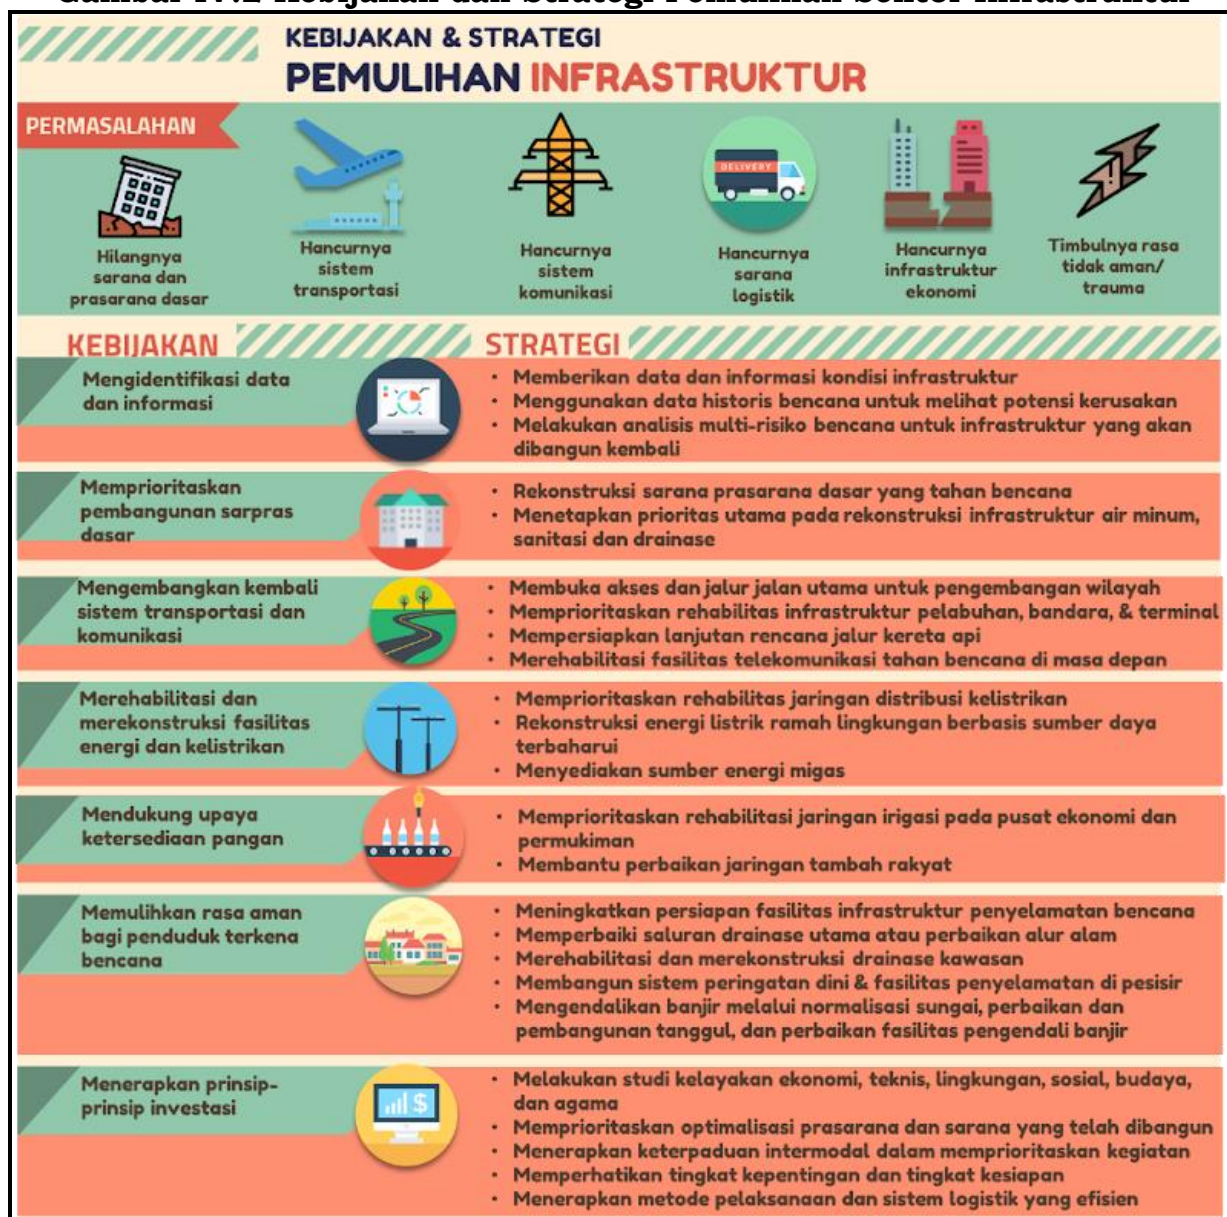 Gambar IV.2 Kebijakan dan Strategi Pemulihan Sektor Infrastruktur
KEBIJAKAN & STRATEGI
PEMULIHAN INFRASTRUKTUR
PERMASALAHAN
DELIVERY
Hilangnya
sarana dan
prasarana dasar
Hancurnya
sistem
transportasi
Hancurnya
sistem
komunikasi
Hancurnya
sarana
logistik
Hancurnya
infrastruktur
ekonomi
Timbulnya rasa
tidak aman/
trauma
KEBIJAKAN
STRATEGI
Mengidentifikasi data
dan informasi
• Memberikan data dan informasi kondisi infrastruktur
• Menggunakan data historis bencana untuk melihat potensi kerusakan
• Melakukan analisis multi-risiko bencana untuk infrastruktur yang akan
dibangun kembali
Memprioritaskan
pembangunan sarpras
dasar
• Rekonstruksi sarana prasarana dasar yang tahan bencana
• Menetapkan prioritas utama pada rekonstruksi infrastruktur air minum,
sanitasi dan drainase
Mengembangkan kembali
sistem transportasi dan
komunikasi
• Membuka akses dan jalur jalan utama untuk pengembangan wilayah
• Memprioritaskan rehabilitas infrastruktur pelabuhan, bandara, & terminal
• Mempersiapkan lanjutan rencana jalur kereta api
• Merehabilitasi fasilitas telekomunikasi tahan bencana di masa depan
Merehabilitasi dan
merekonstruksi fasilitas
energi dan kelistrikan
• Memprioritaskan rehabilitas jaringan distribusi kelistrikan
• Rekonstruksi energi listrik ramah lingkungan berbasis sumber daya
terbaharui
• Menyediakan sumber energi migas
Mendukung upaya
ketersediaan pangan
• Memprioritaskan rehabilitasi jaringan irigasi pada pusat ekonomi dan
permukiman
• Membantu perbaikan jaringan tambah rakyat
Memulihkan rasa aman
bagi penduduk terkena
bencana
• Meningkatkan persiapan fasilitas infrastruktur penyelamatan bencana
• Memperbaiki saluran drainase utama atau perbaikan alur alam
• Merehabilitasi dan merekonstruksi drainase kawasan
• Membangun sistem peringatan dini & fasilitas penyelamatan di pesisir
• Mengendalikan banjir melalui normalisasi sungai, perbaikan dan
pembangunan tanggul, dan perbaikan fasilitas pengendali banjir
Menerapkan prinsip-
prinsip investasi
$
• Melakukan studi kelayakan ekonomi, teknis, lingkungan, sosial, budaya,
dan agama
• Memprioritaskan optimalisasi prasarana dan sarana yang telah dibangun
• Menerapkan keterpaduan intermodal dalam memprioritaskan kegiatan
• Memperhatikan tingkat kepentingan dan tingkat kesiapan
• Menerapkan metode pelaksanaan dan sistem logistik yang efisien